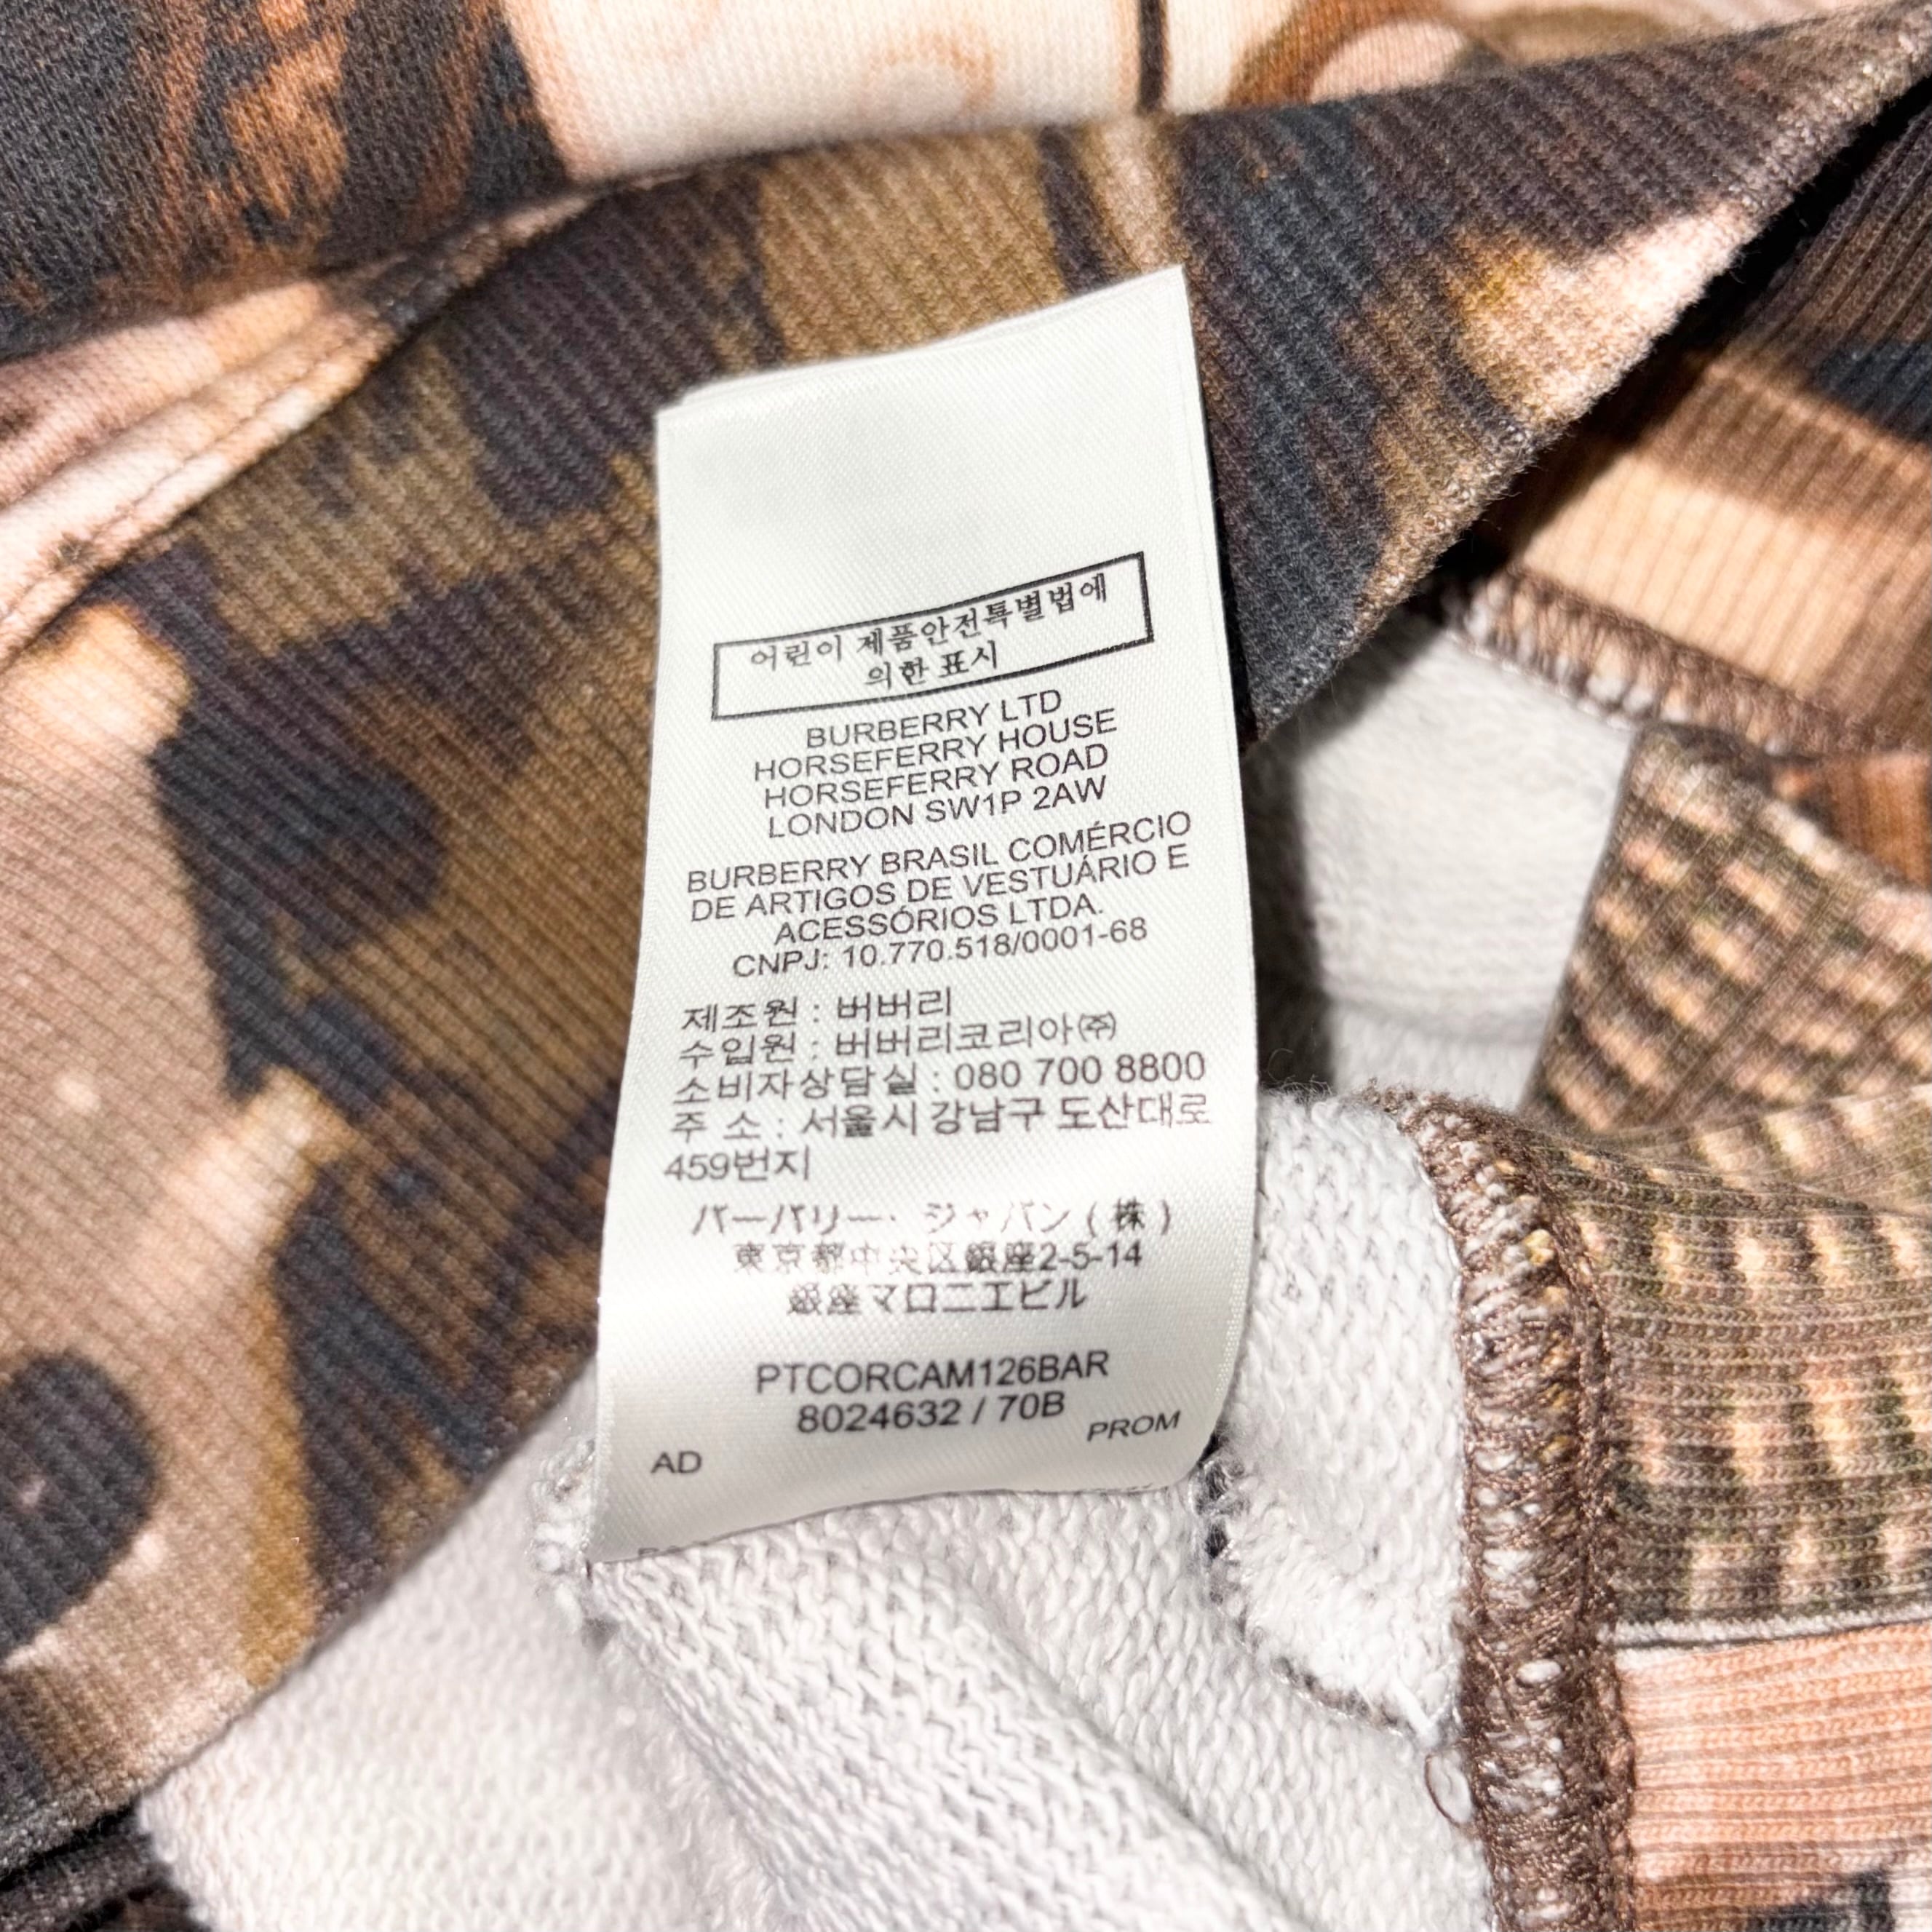 어린이 제품안전특별법에
의한 표시
BURBERRY LTD
HORSEFERRY HOUSE
HORSEFERRY ROAD
LONDON SW1P 2AW
BURBERRY BRASIL COMÉRCIO
DE ARTIGOS DE VESTUÁRIO E
ACESSÓRIOS LTDA.
CNPJ: 10.770.518/0001-68
제조원 : 버버리
수입원 : 버버리코리아㈜
소비자상담실 : 080 700 8800
주 소 : 서울시 강남구 도산대로
459번지
バーバリー・ジャパン ( 株 )
東京都中央区銀座2-5-14
銀座マロニエビル
PTCORCAM126BAR
8024632 / 70B
AD PROM